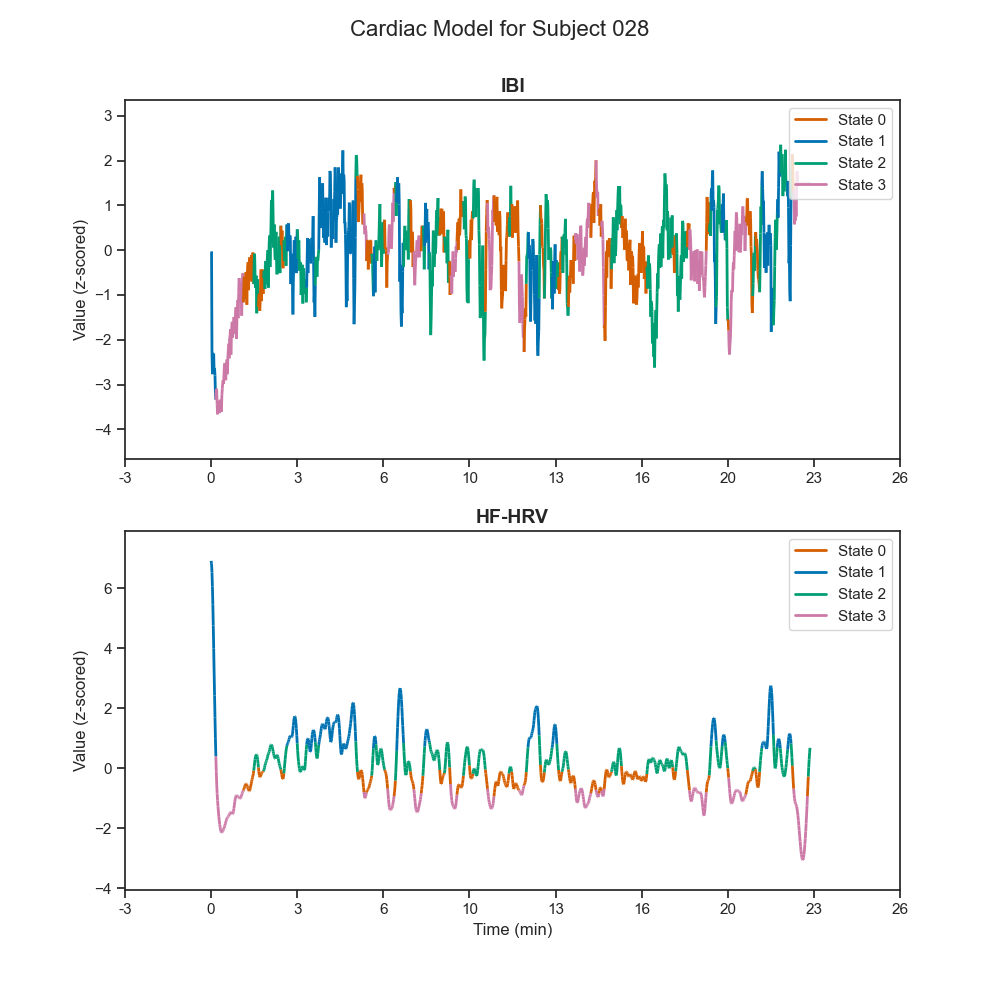 Cardiac Model for Subject 028
IBI
Value (z-scored)
3
2
1
0
−1
−2
−3
−4
-3
0
3
6
10
13
16
20
23
26
State 0
State 1
State 2
State 3
HF-HRV
Value (z-scored)
6
4
2
0
−2
−4
-3
0
3
6
10
13
16
20
23
26
Time (min)
State 0
State 1
State 2
State 3